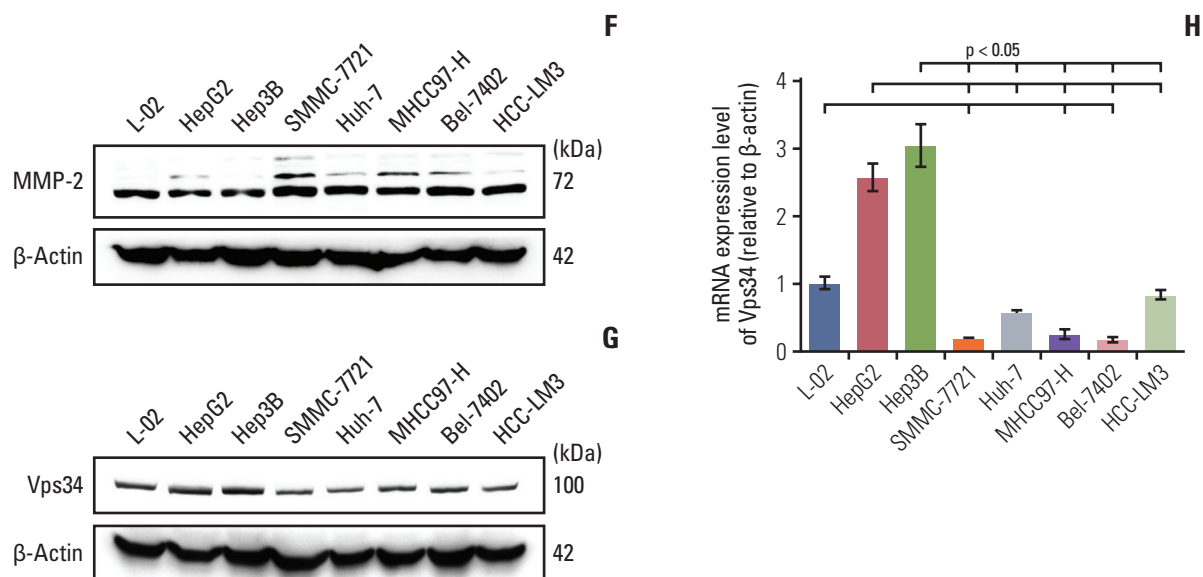 F
L-02
HepG2
Hep3B
SMMC-7721
Huh-7
MHCC97-H
Bel-7402
HCC-LM3
(kDa)
MMP-2
72
β-Actin
42
G
L-02
HepG2
Hep3B
SMMC-7721
Huh-7
MHCC97-H
Bel-7402
HCC-LM3
(kDa)
Vps34
100
β-Actin
42
H
p < 0.05
mRNA expression level
of Vps34 (relative to β-actin)
4
3
2
1
0
L-02
HepG2
Hep3B
SMMC-7721
Huh-7
MHCC97-H
Bel-7402
HCC-LM3